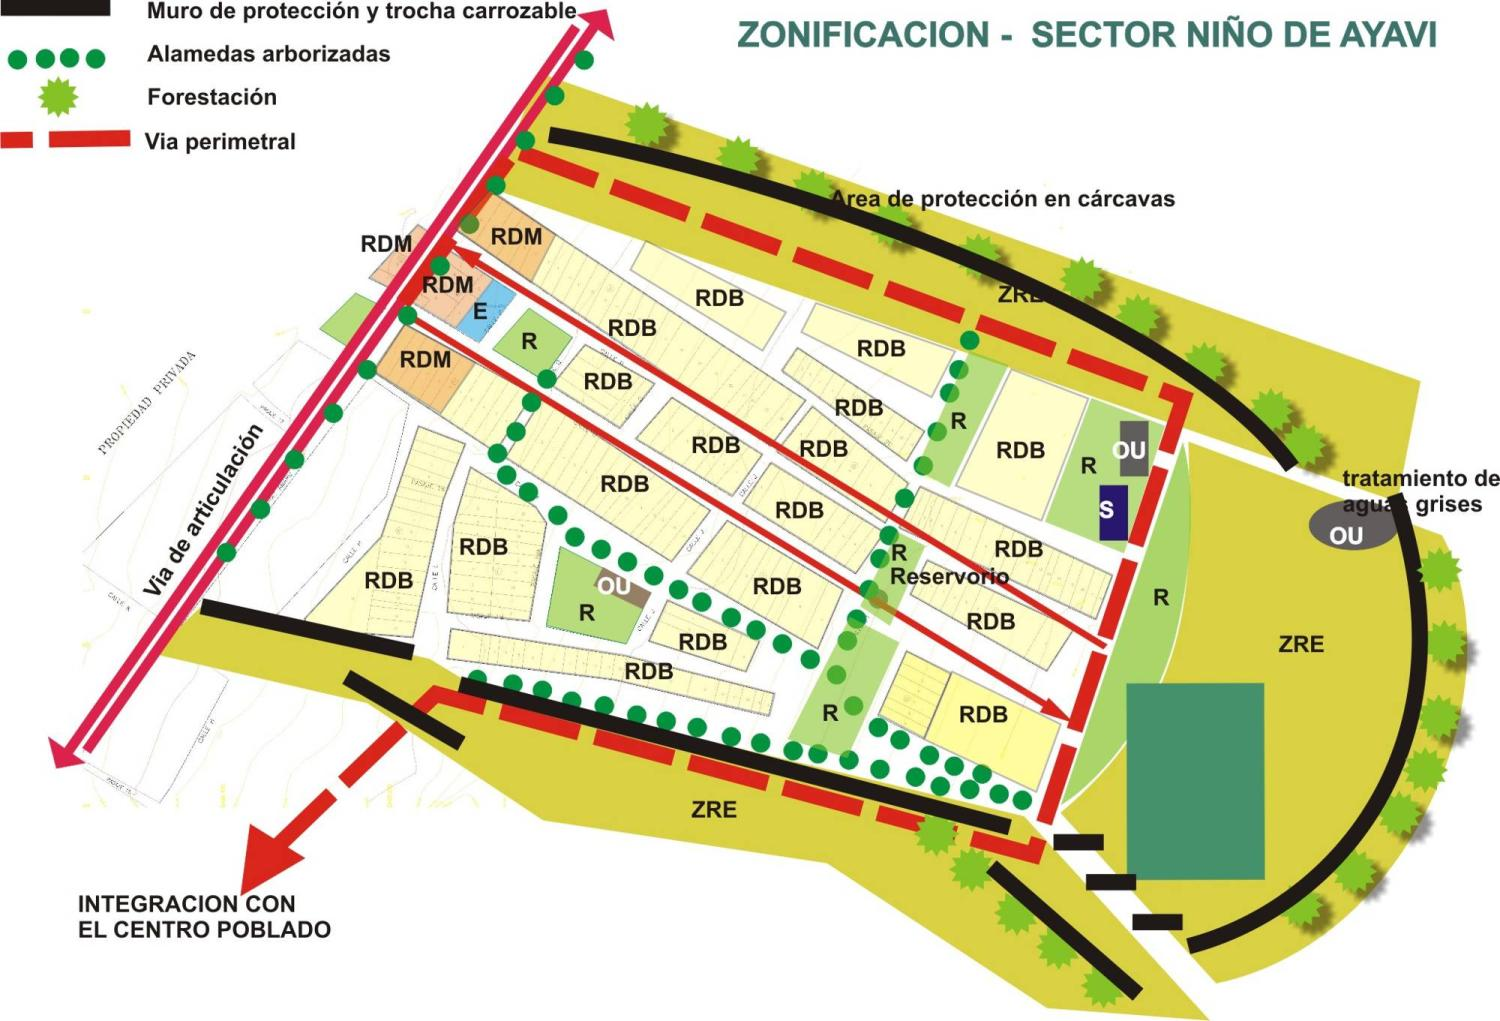 Muro de protección y trocha carrozable
Alamedas arborizadas
Forestación
Via perimetral
ZONIFICACION - SECTOR NIÑO DE AYAVI
Area de protección en cárcavas
RDM
RDM
RDM
E
RDM
R
RDB
RDB
RDB
RDB
RDB
RDB
RDB
RDB
RDB
RDB
R
RDB
R
OU
S
ZRE
tratamiento de
aguas grises
OU
PROPIEDAD PRIVADA
Via de articulación
RDB
RDB
RDB
R
Reservorio
RDB
RDB
OU
R
RDB
RDB
R
RDB
R
ZRE
ZRE
INTEGRACION CON
EL CENTRO POBLADO